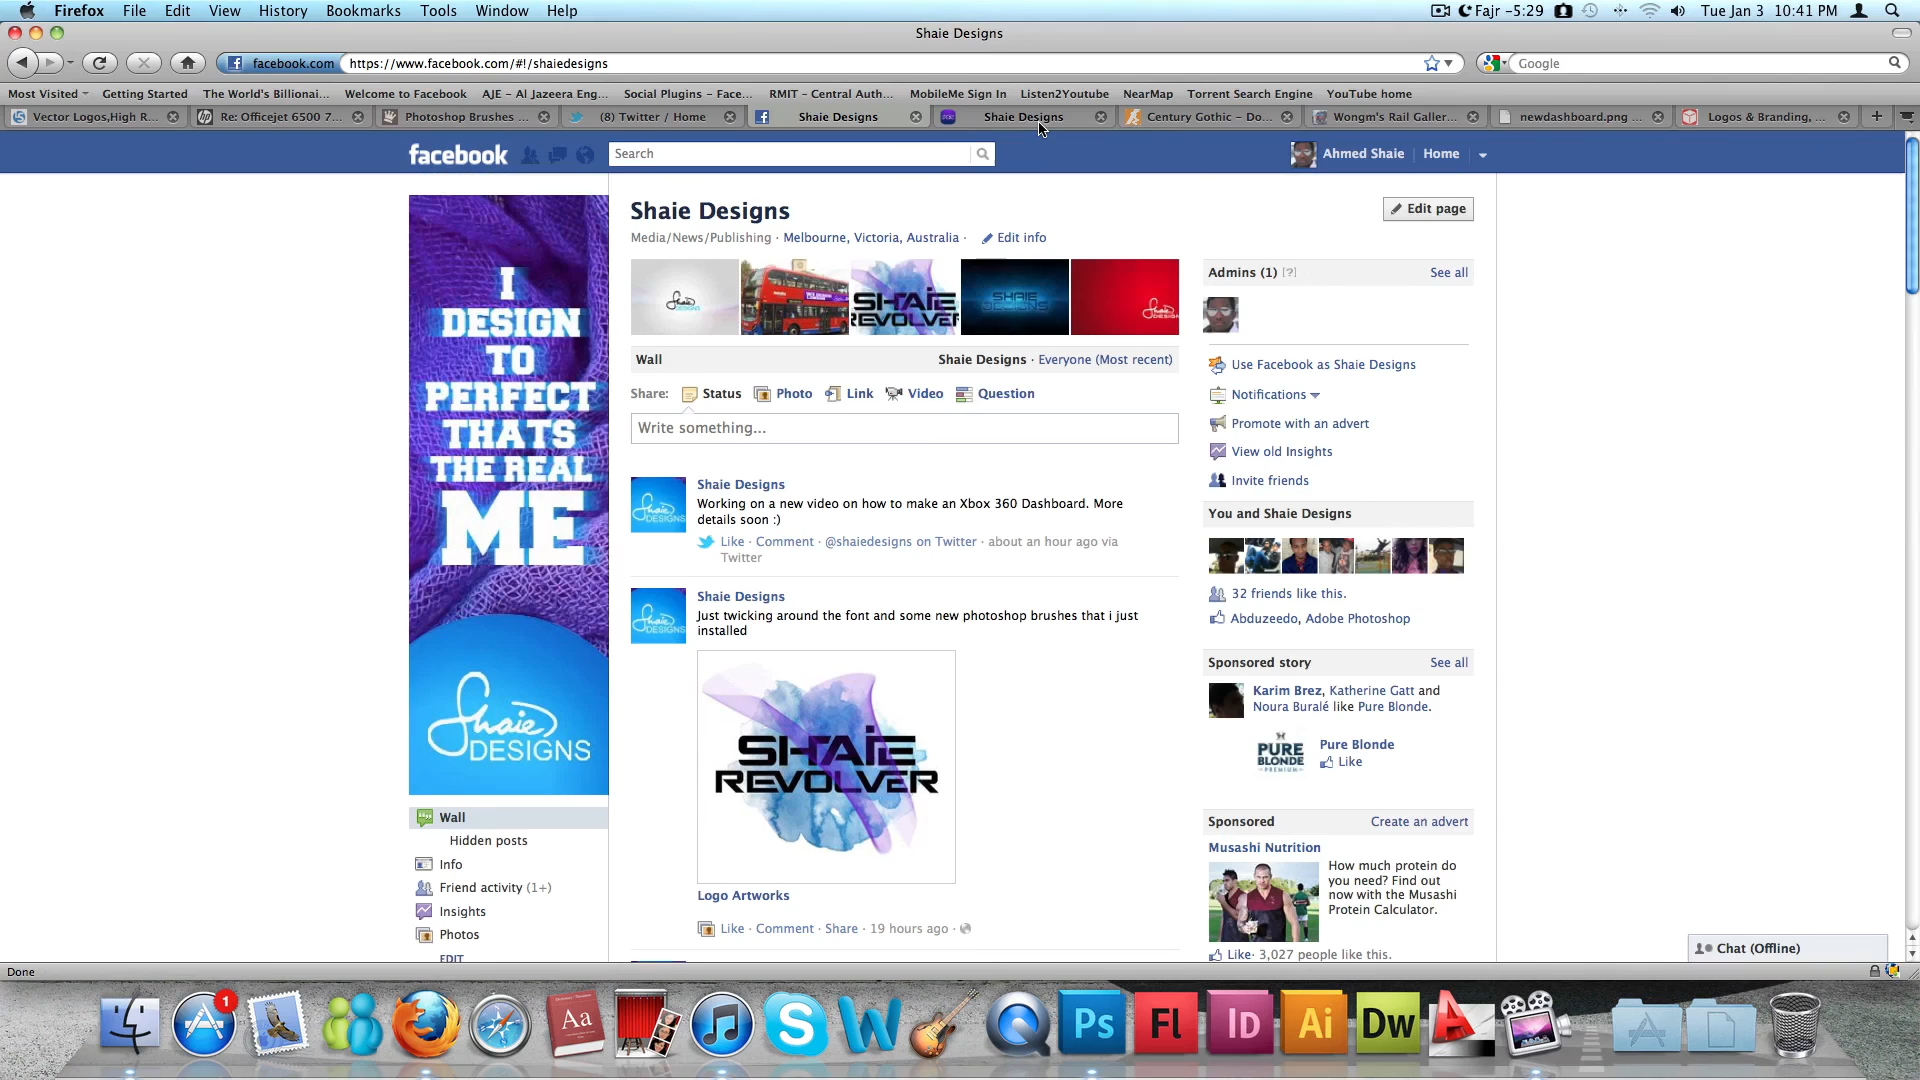 Firefox File Edit View History Bookmarks Tools Window Help
Fajr -5:29 Tue Jan 3 10:41 PM
Shaie Designs
facebook.com https://www.facebook.com/#!/shaiedesigns
Google
Most Visited Getting Started The World's Billionai... Welcome to Facebook AJE - Al Jazeera Eng... Social Plugins - Face... RMIT - Central Auth... MobileMe Sign In Listen2Youtube NearMap Torrent Search Engine YouTube home
Vector Logos,High R... Re: Officejet 6500 7... Photoshop Brushes ... (8) Twitter / Home Shaie Designs Shaie Designs Century Gothic - Do... Wongm's Rail Galler... newdashboard.png ... Logos & Branding, ...
facebook Search Ahmed Shaie Home
I
DESIGN
TO
PERFECT
THATS
THE REAL
ME
Shaie
DESIGNS
Wall
Hidden posts
Info
Friend activity (1+)
Insights
Photos
EDIT
Shaie Designs
Media/News/Publishing · Melbourne, Victoria, Australia · Edit info
Edit page
SHAIE
REVOLVER
SHAIE
DESIGNS
Wall Shaie Designs · Everyone (Most recent)
Share: Status Photo Link Video Question
Write something...
Shaie Designs
Working on a new video on how to make an Xbox 360 Dashboard. More
details soon :)
Like · Comment · @shaiedesigns on Twitter · about an hour ago via
Twitter
Shaie Designs
Just twicking around the font and some new photoshop brushes that i just
installed
SHAIE
REVOLVER
Logo Artworks
Like · Comment · Share · 19 hours ago ·
Admins (1) [?] See all
Use Facebook as Shaie Designs
Notifications
Promote with an advert
View old Insights
Invite friends
You and Shaie Designs
32 friends like this.
Abduzeedo, Adobe Photoshop
Sponsored story See all
Karim Brez, Katherine Gatt and
Noura Buralé like Pure Blonde.
PURE
BLONDE
PREMIUM
Pure Blonde
Like
Sponsored Create an advert
Musashi Nutrition
How much protein do
you need? Find out
now with the Musashi
Protein Calculator.
Like · 3,027 people like this.
Chat (Offline)
Done
1
Aa
S
W
Ps
Fl
Id
Ai
Dw
A